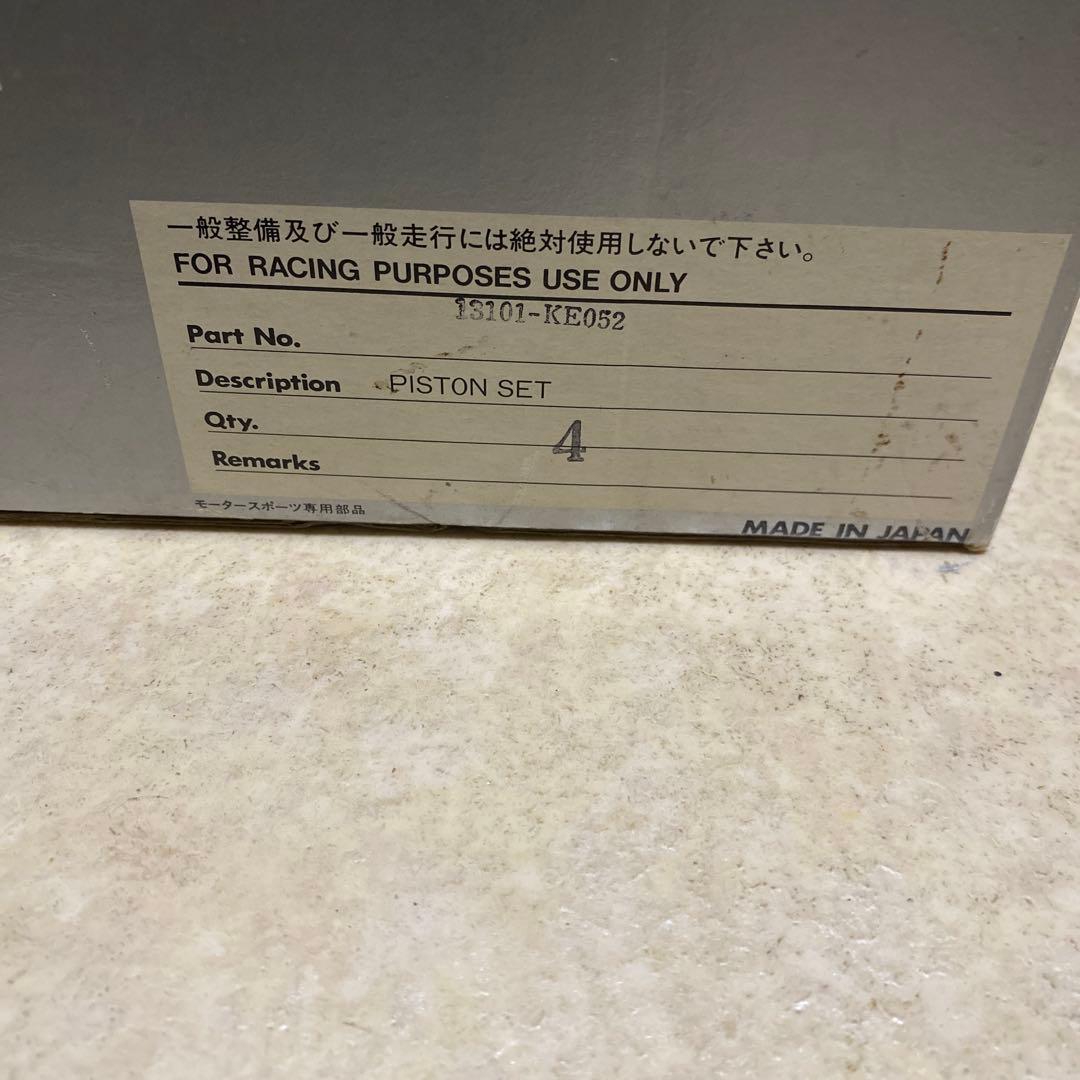 一般整備及び一般走行には絶対使用しないで下さい。
FOR RACING PURPOSES USE ONLY
13101-KE052
Part No.
Description PISTON SET
Qty. 4
Remarks
モータースポーツ専用部品
MADE IN JAPAN